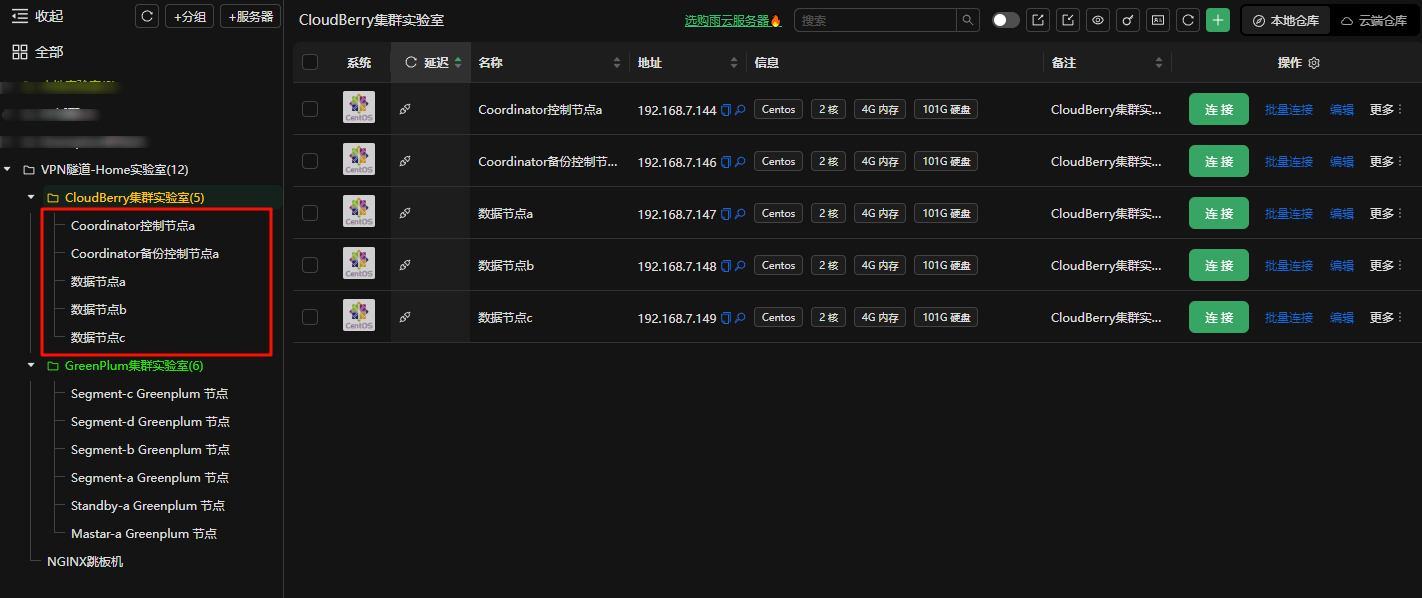 收起 +分组 +服务器
CloudBerry集群实验室 选购雨云服务器🔥 搜索 本地仓库 云端仓库
全部
VPN隧道-Home实验室(12)
CloudBerry集群实验室(5)
Coordinator控制节点a
Coordinator备份控制节点a
数据节点a
数据节点b
数据节点c
GreenPlum集群实验室(6)
Segment-c Greenplum 节点
Segment-d Greenplum 节点
Segment-b Greenplum 节点
Segment-a Greenplum 节点
Standby-a Greenplum 节点
Mastar-a Greenplum 节点
NGINX跳板机
系统 延迟 名称 地址 信息 备注 操作
CentOS Coordinator控制节点a 192.168.7.144 Centos 2 核 4G 内存 101G 硬盘 CloudBerry集群实... 连 接 批量连接 编辑 更多
CentOS Coordinator备份控制节... 192.168.7.146 Centos 2 核 4G 内存 101G 硬盘 CloudBerry集群实... 连 接 批量连接 编辑 更多
CentOS 数据节点a 192.168.7.147 Centos 2 核 4G 内存 101G 硬盘 CloudBerry集群实... 连 接 批量连接 编辑 更多
CentOS 数据节点b 192.168.7.148 Centos 2 核 4G 内存 101G 硬盘 CloudBerry集群实... 连 接 批量连接 编辑 更多
CentOS 数据节点c 192.168.7.149 Centos 2 核 4G 内存 101G 硬盘 CloudBerry集群实... 连 接 批量连接 编辑 更多